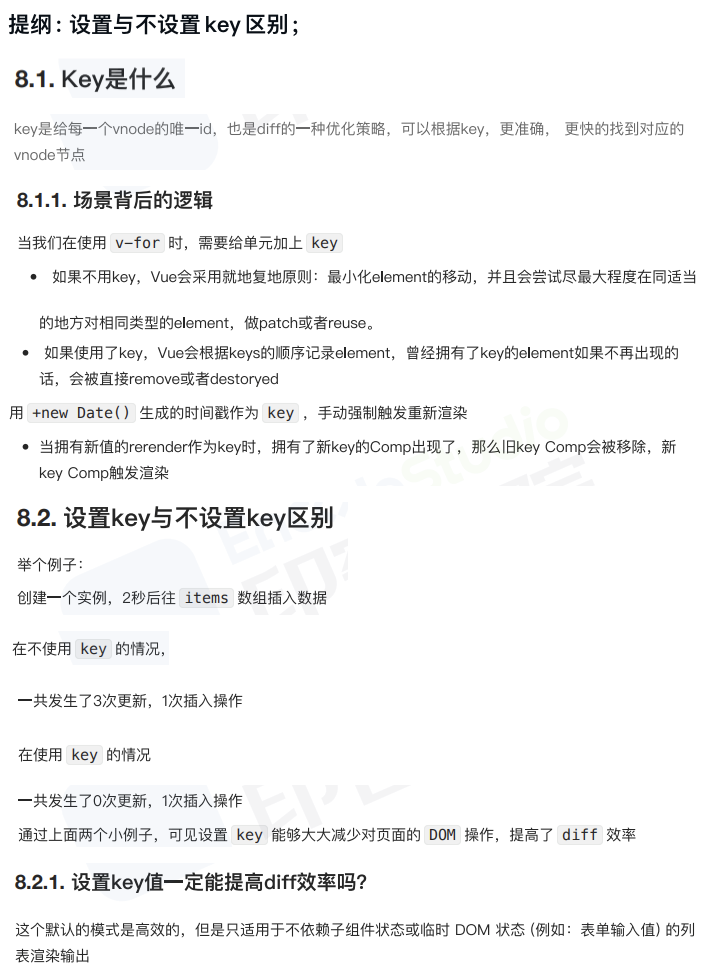 提纲：设置与不设置 key 区别；
8.1. Key是什么
key是给每一个vnode的唯一id，也是diff的一种优化策略，可以根据key，更准确， 更快的找到对应的
vnode节点
8.1.1. 场景背后的逻辑
当我们在使用 v-for 时，需要给单元加上 key
• 如果不用key，Vue会采用就地复地原则：最小化element的移动，并且会尝试尽最大程度在同适当
的地方对相同类型的element，做patch或者reuse。
• 如果使用了key，Vue会根据keys的顺序记录element，曾经拥有了key的element如果不再出现的
话，会被直接remove或者destoryed
用 +new Date() 生成的时间戳作为 key ，手动强制触发重新渲染
• 当拥有新值的rerender作为key时，拥有了新key的Comp出现了，那么旧key Comp会被移除，新
key Comp触发渲染
8.2. 设置key与不设置key区别
举个例子：
创建一个实例，2秒后往 items 数组插入数据
在不使用 key 的情况，
一共发生了3次更新，1次插入操作
在使用 key 的情况
一共发生了0次更新，1次插入操作
通过上面两个小例子，可见设置 key 能够大大减少对页面的 DOM 操作，提高了 diff 效率
8.2.1. 设置key值一定能提高diff效率吗？
这个默认的模式是高效的，但是只适用于不依赖子组件状态或临时 DOM 状态 (例如：表单输入值) 的列
表渲染输出